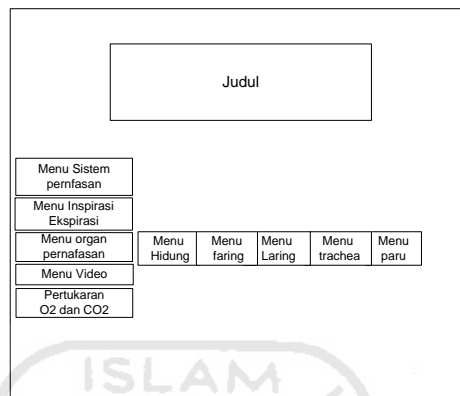 Judul
Menu Sistem
pernfasan
Menu Inspirasi
Ekspirasi
Menu organ
pernafasan
Menu
Hidung
Menu
faring
Menu
Laring
Menu
trachea
Menu
paru
Menu Video
Pertukaran
O2 dan CO2
ISLAM